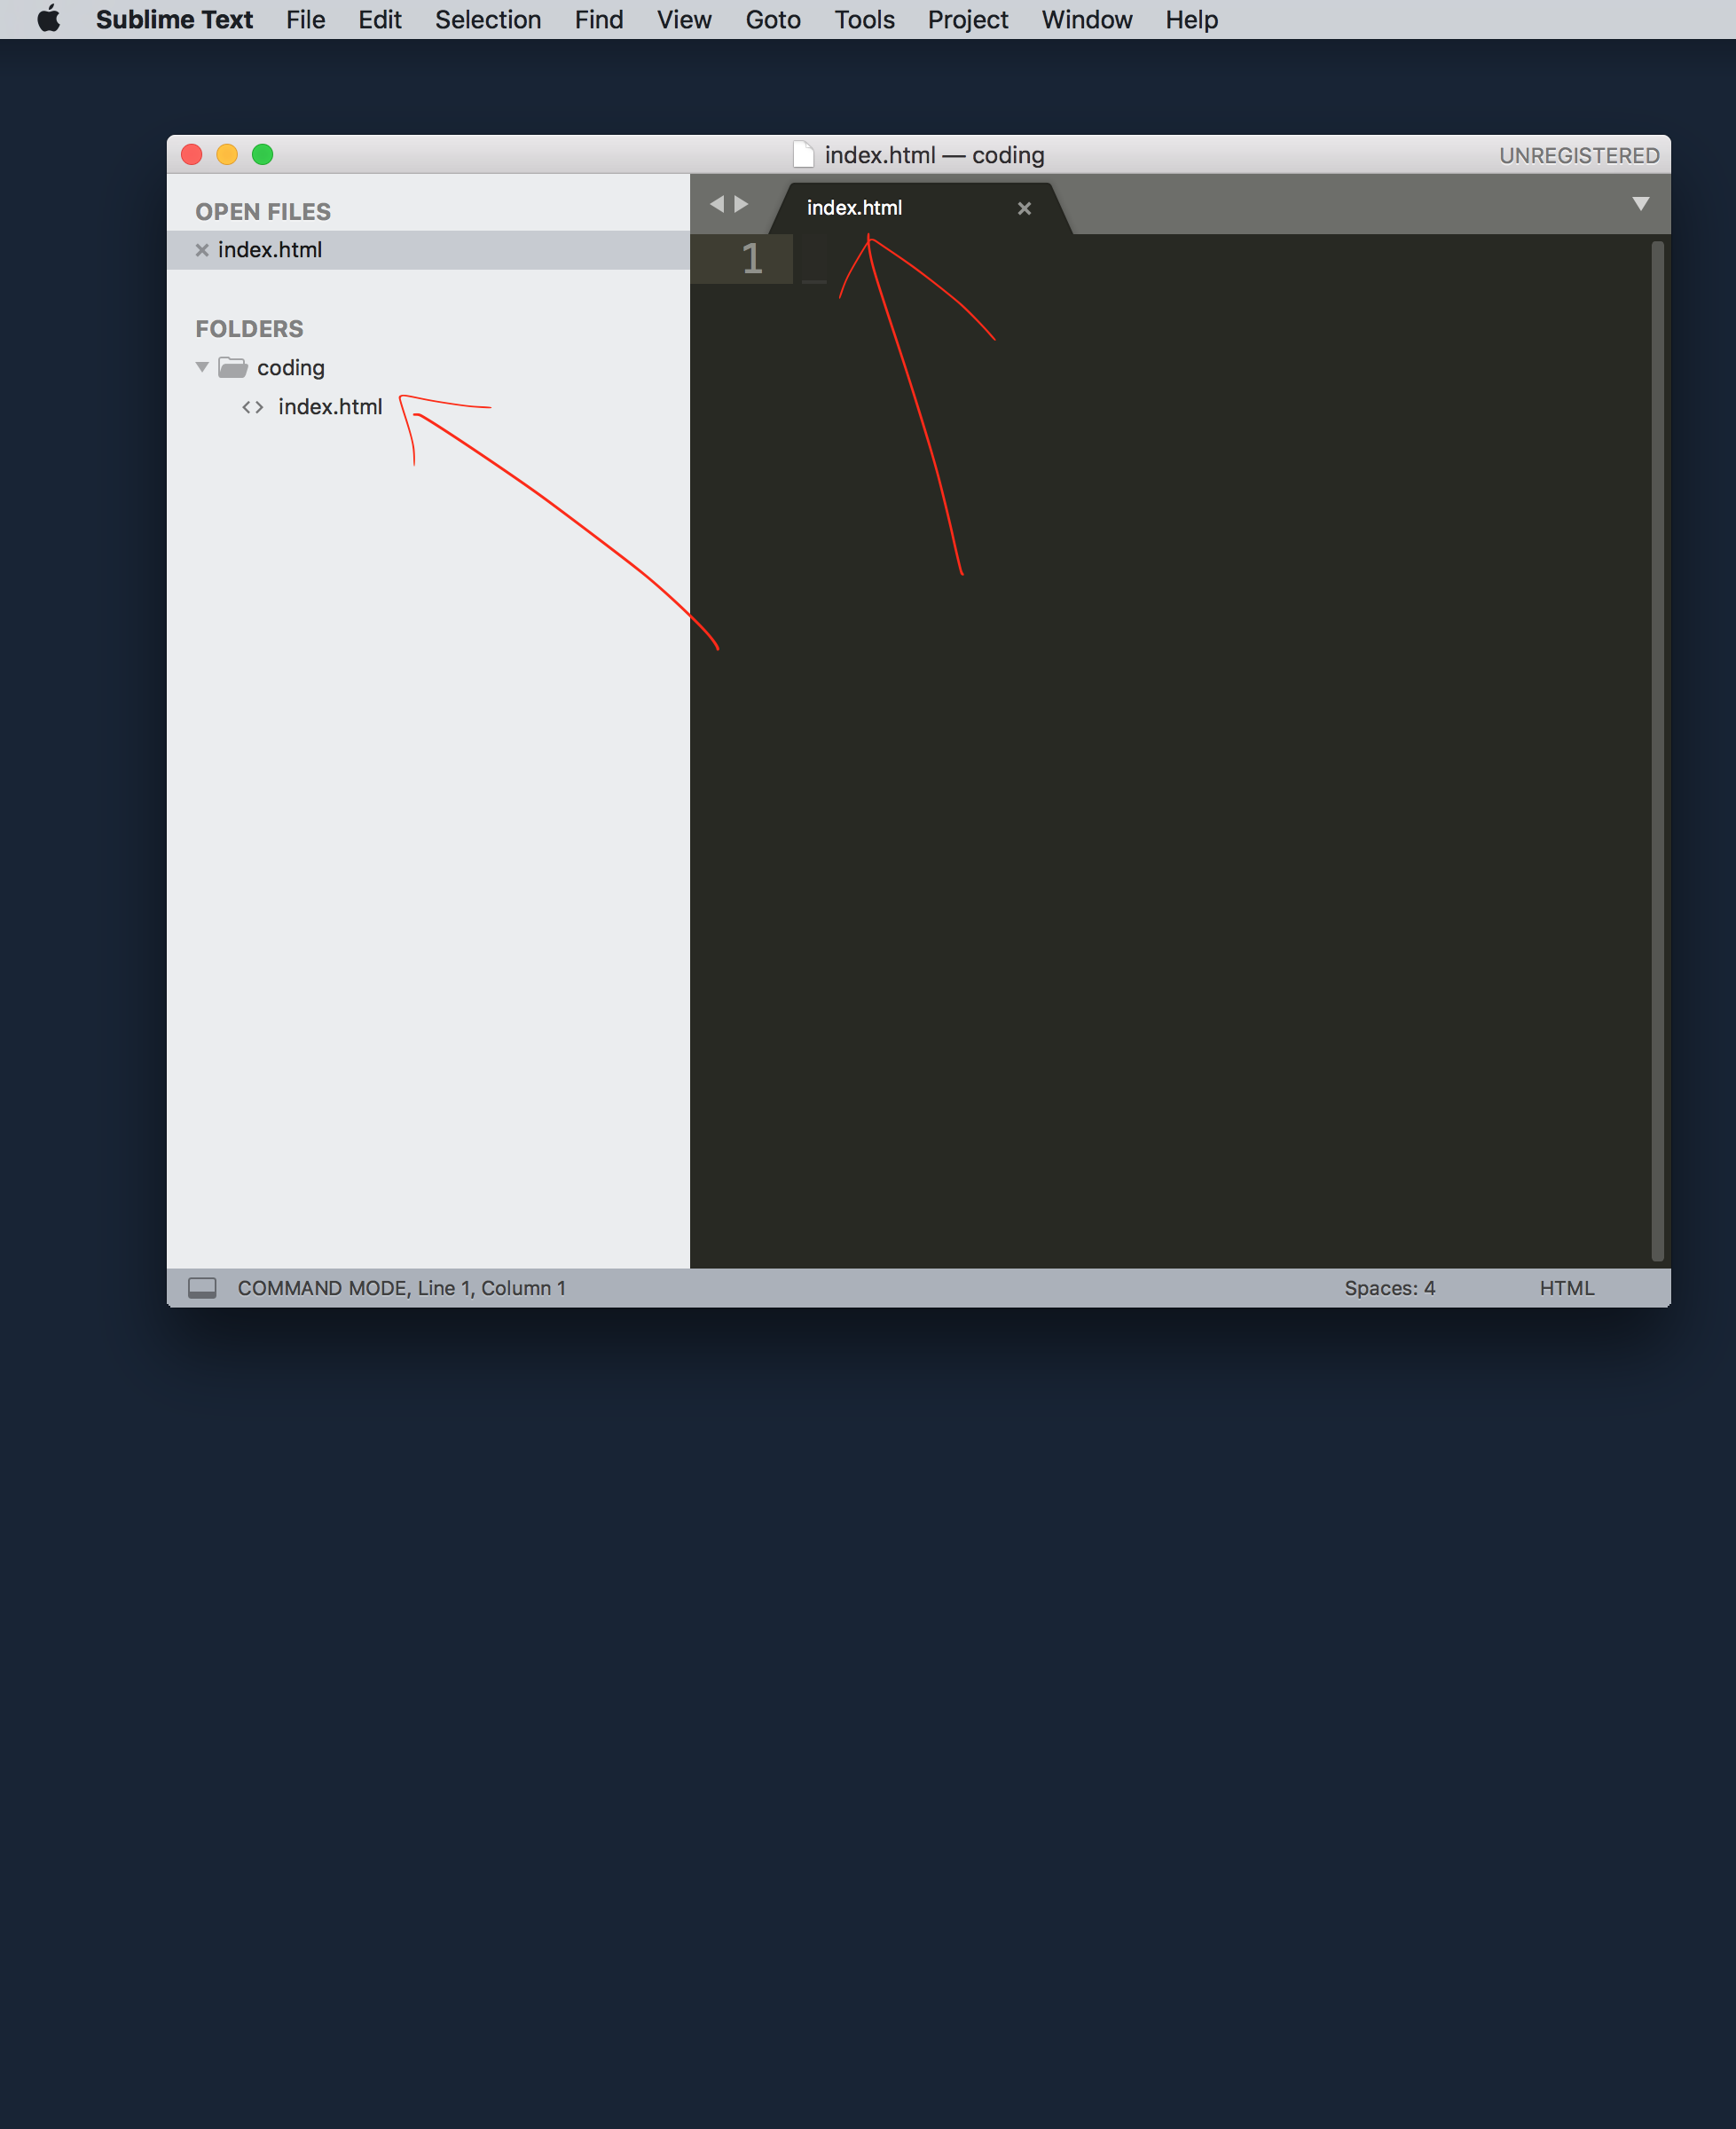 Sublime Text File Edit Selection Find View Goto Tools Project Window Help
index.html — coding
UNREGISTERED
OPEN FILES
index.html
FOLDERS
coding
<> index.html
index.html
1
COMMAND MODE, Line 1, Column 1
Spaces: 4
HTML